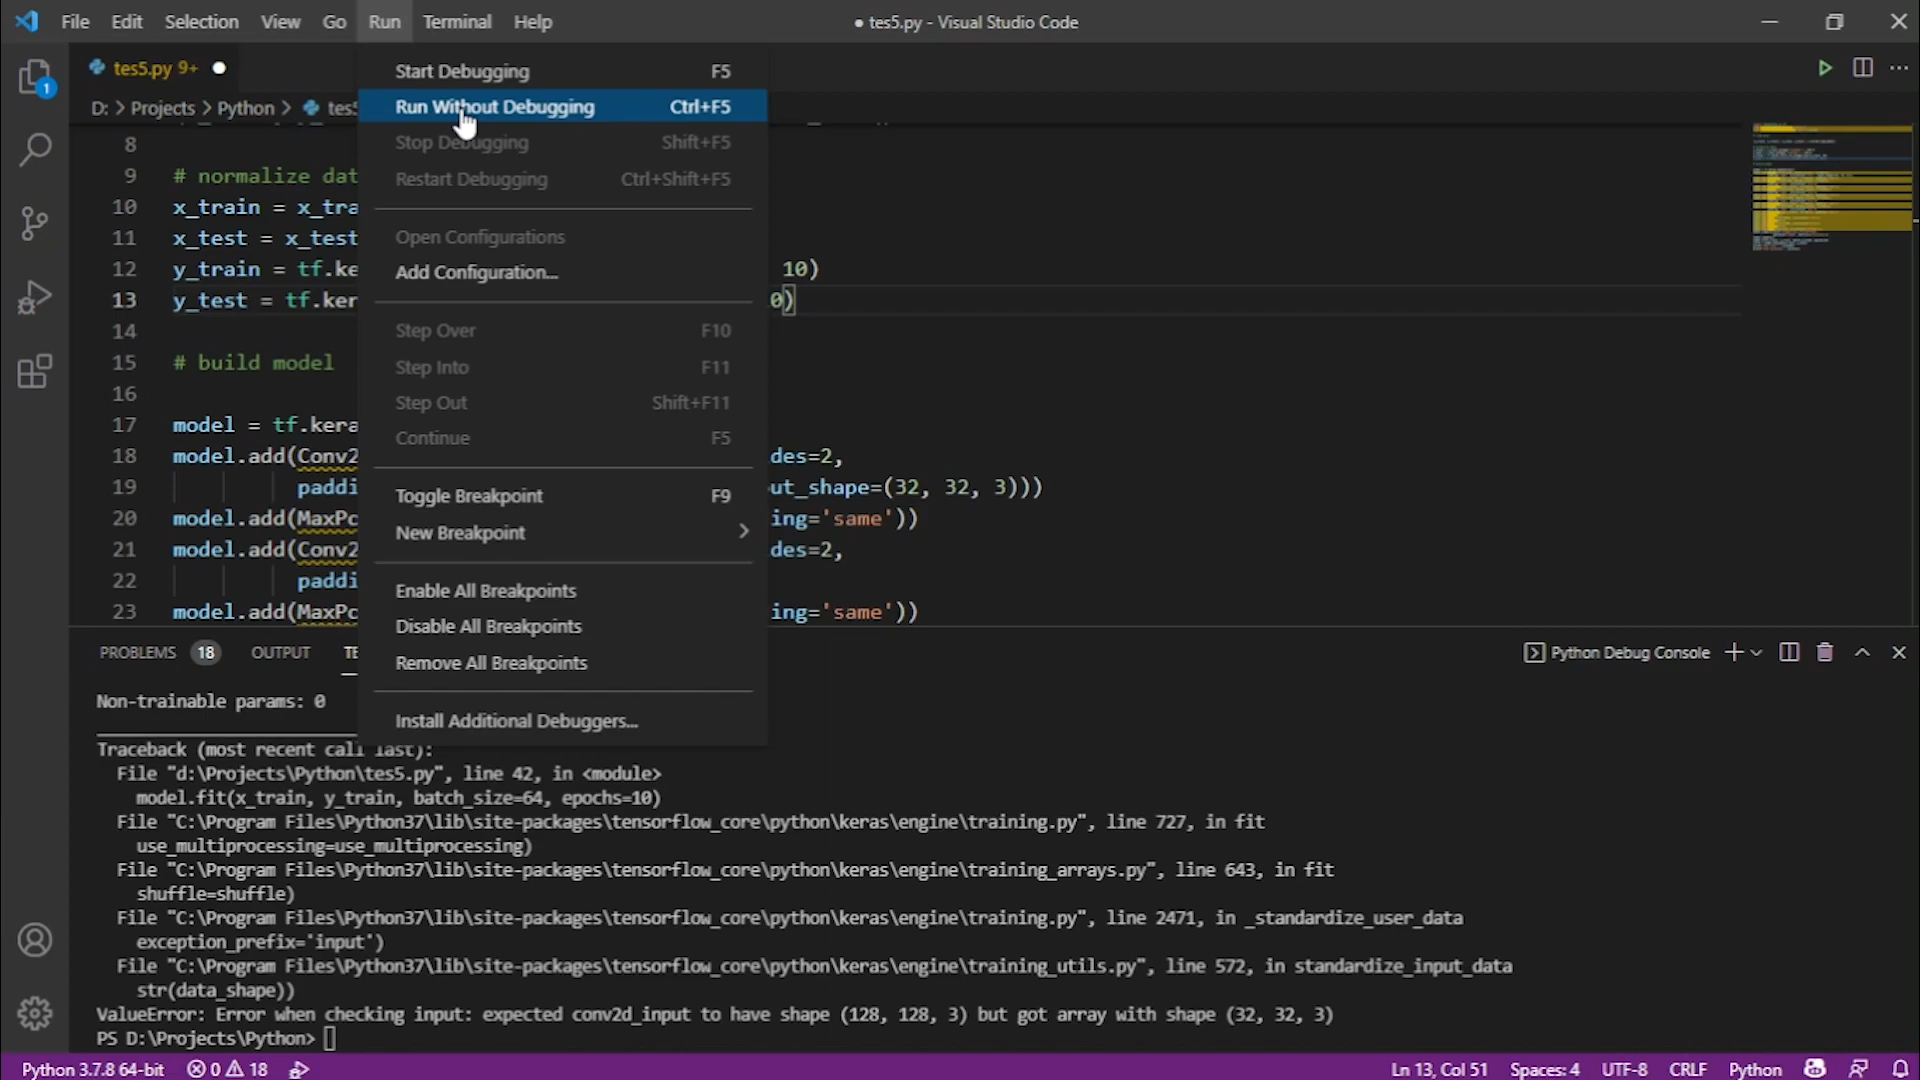 File Edit Selection View Go Run Terminal Help
● tes5.py - Visual Studio Code
tes5.py 9+
D: > Projects > Python > tes5
Start Debugging F5
Run Without Debugging Ctrl+F5
Stop Debugging Shift+F5
Restart Debugging Ctrl+Shift+F5
Open Configurations
Add Configuration...
Step Over F10
Step Into F11
Step Out Shift+F11
Continue F5
Toggle Breakpoint F9
New Breakpoint
Enable All Breakpoints
Disable All Breakpoints
Remove All Breakpoints
Install Additional Debuggers...
1
8
9 # normalize dat
10 x_train = x_tra
11 x_test = x_test
12 y_train = tf.ke 10)
13 y_test = tf.ker 0)
14
15 # build model
16
17 model = tf.kera
18 model.add(Conv2 des=2,
19 paddi ut_shape=(32, 32, 3)))
20 model.add(MaxPo ing='same'))
21 model.add(Conv2 des=2,
22 paddi
23 model.add(MaxPo ing='same'))
PROBLEMS 18 OUTPUT TE
Python Debug Console
Non-trainable params: 0
Traceback (most recent call last):
File "d:\Projects\Python\tes5.py", line 42, in <module>
model.fit(x_train, y_train, batch_size=64, epochs=10)
File "C:\Program Files\Python37\lib\site-packages\tensorflow_core\python\keras\engine\training.py", line 727, in fit
use_multiprocessing=use_multiprocessing)
File "C:\Program Files\Python37\lib\site-packages\tensorflow_core\python\keras\engine\training_arrays.py", line 643, in fit
shuffle=shuffle)
File "C:\Program Files\Python37\lib\site-packages\tensorflow_core\python\keras\engine\training.py", line 2471, in _standardize_user_data
exception_prefix='input')
File "C:\Program Files\Python37\lib\site-packages\tensorflow_core\python\keras\engine\training_utils.py", line 572, in standardize_input_data
str(data_shape))
ValueError: Error when checking input: expected conv2d_input to have shape (128, 128, 3) but got array with shape (32, 32, 3)
PS D:\Projects\Python>
Python 3.7.8 64-bit 0 18
Ln 13, Col 51 Spaces: 4 UTF-8 CRLF Python